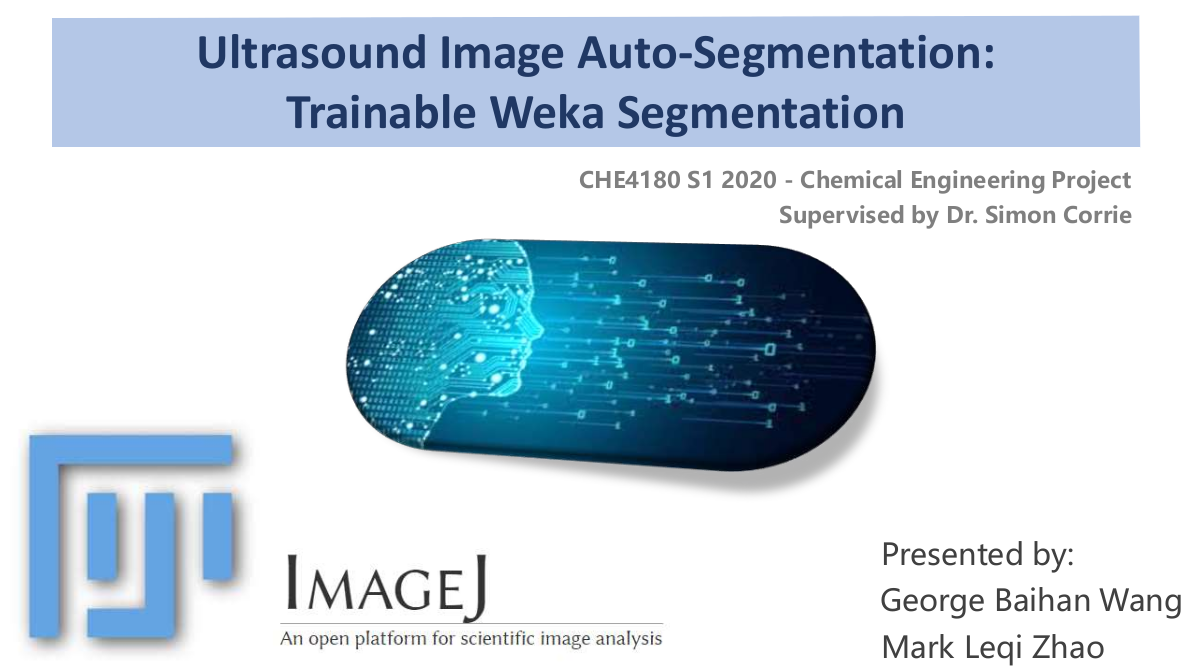 Ultrasound Image Auto-Segmentation:
Trainable Weka Segmentation
CHE4180 S1 2020 - Chemical Engineering Project
Supervised by Dr. Simon Corrie
IMAGEJ
An open platform for scientific image analysis
Presented by:
George Baihan Wang
Mark Leqi Zhao